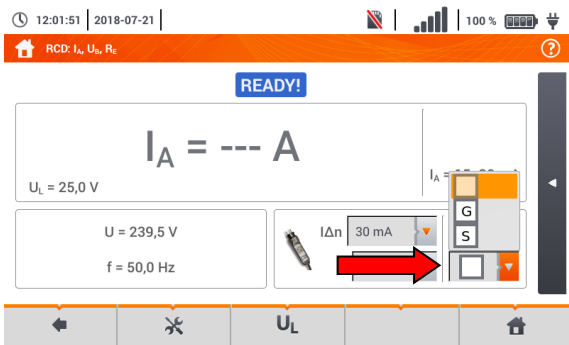 12:01:51 2018-07-21 100 %
RCD: IA, UB, RE ?
READY!
IA = --- A
IA =
UL = 25,0 V
G
S
U = 239,5 V
IΔn 30 mA
f = 50,0 Hz
UL